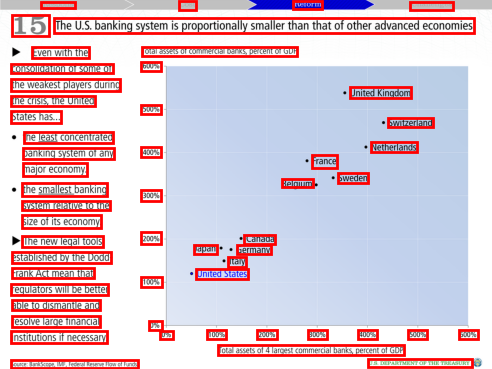 Reform
15 The U.S. banking system is proportionally smaller than that of other advanced economies
Even with the
consolidation of some of
the weakest players during
the crisis, the United
States has...
• the least concentrated
banking system of any
major economy,
• the smallest banking
system relative to the
size of its economy
The new legal tools
established by the Dodd
Frank Act mean that
regulators will be better
able to dismantle and
resolve large financial
institutions if necessary
Total assets of commercial banks, percent of GDP
600%
500%
400%
300%
200%
100%
0%
United Kingdom
Switzerland
Netherlands
France
Sweden
Belgium
Canada
Japan
Germany
Italy
United States
0% 100% 200% 300% 400% 500% 600%
Total assets of 4 largest commercial banks, percent of GDP
Source: BankScope, IMF, Federal Reserve Flow of Funds
U.S. DEPARTMENT OF THE TREASURY